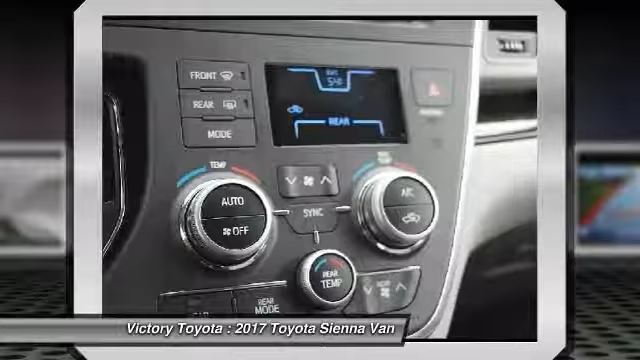 FRONT
REAR
MODE
REAR
TEMP
AUTO
OFF
SYNC
A/C
REAR
TEMP
REAR
MODE
Victory Toyota : 2017 Toyota Sienna Van